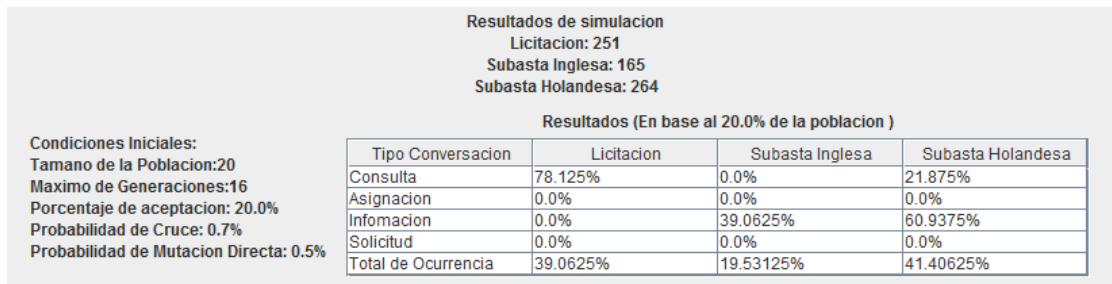 Resultados de simulacion
Licitacion: 251
Subasta Inglesa: 165
Subasta Holandesa: 264
Condiciones Iniciales:
Tamano de la Poblacion:20
Maximo de Generaciones:16
Porcentaje de aceptacion: 20.0%
Probabilidad de Cruce: 0.7%
Probabilidad de Mutacion Directa: 0.5%
Resultados (En base al 20.0% de la poblacion )
Tipo Conversacion Licitacion Subasta Inglesa Subasta Holandesa
Consulta 78.125% 0.0% 21.875%
Asignacion 0.0% 0.0% 0.0%
Infomacion 0.0% 39.0625% 60.9375%
Solicitud 0.0% 0.0% 0.0%
Total de Ocurrencia 39.0625% 19.53125% 41.40625%